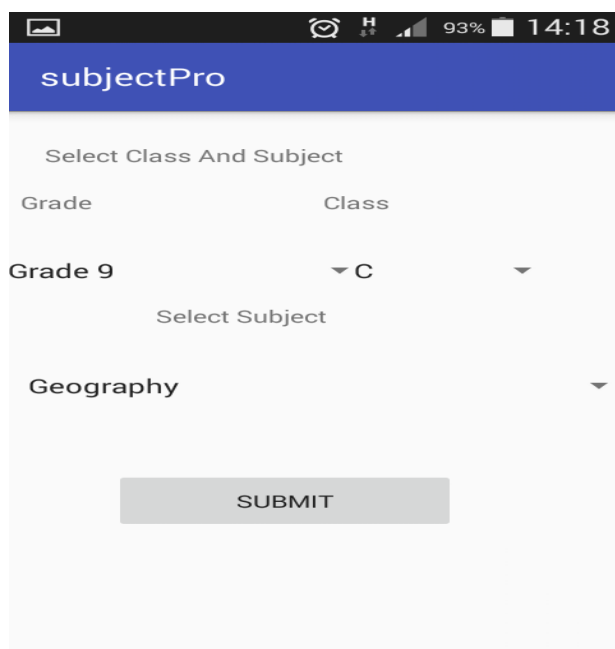 H 93% 14:18
subjectPro
Select Class And Subject
Grade Class
Grade 9 C
Select Subject
Geography
SUBMIT